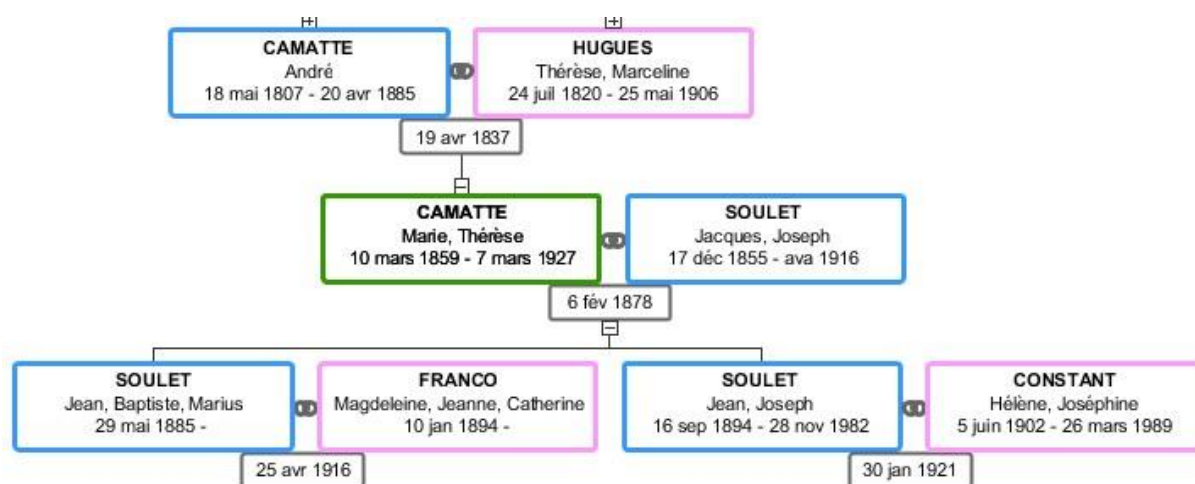 CAMATTE
André
18 mai 1807 - 20 avr 1885
HUGUES
Thérèse, Marceline
24 juil 1820 - 25 mai 1906
19 avr 1837
CAMATTE
Marie, Thérèse
10 mars 1859 - 7 mars 1927
SOULET
Jacques, Joseph
17 déc 1855 - ava 1916
6 fév 1878
SOULET
Jean, Baptiste, Marius
29 mai 1885 -
FRANCO
Magdeleine, Jeanne, Catherine
10 jan 1894 -
25 avr 1916
SOULET
Jean, Joseph
16 sep 1894 - 28 nov 1982
CONSTANT
Hélène, Joséphine
5 juin 1902 - 26 mars 1989
30 jan 1921